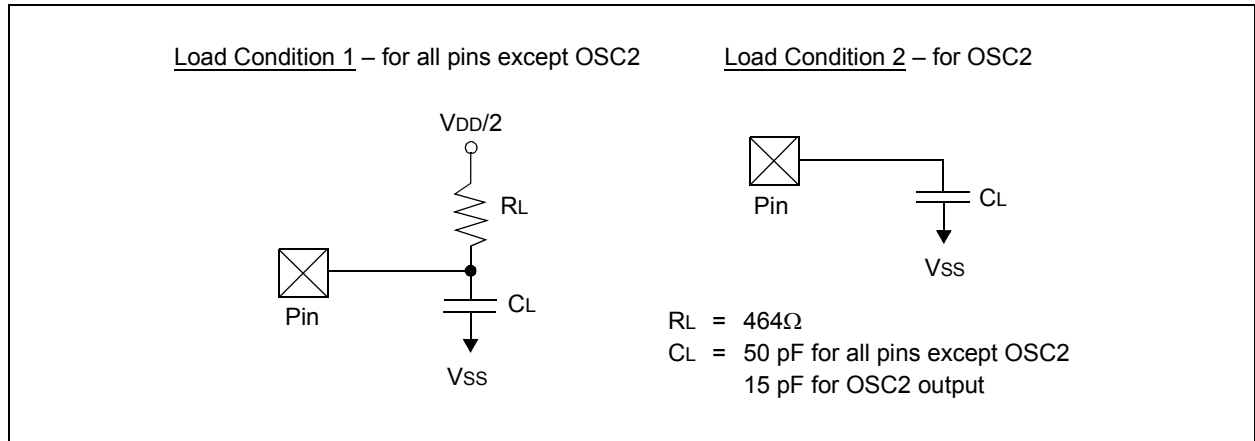 Load Condition 1 – for all pins except OSC2
VDD/2
RL
Pin
CL
VSS
Load Condition 2 – for OSC2
Pin
CL
VSS
RL = 464Ω
CL = 50 pF for all pins except OSC2
15 pF for OSC2 output